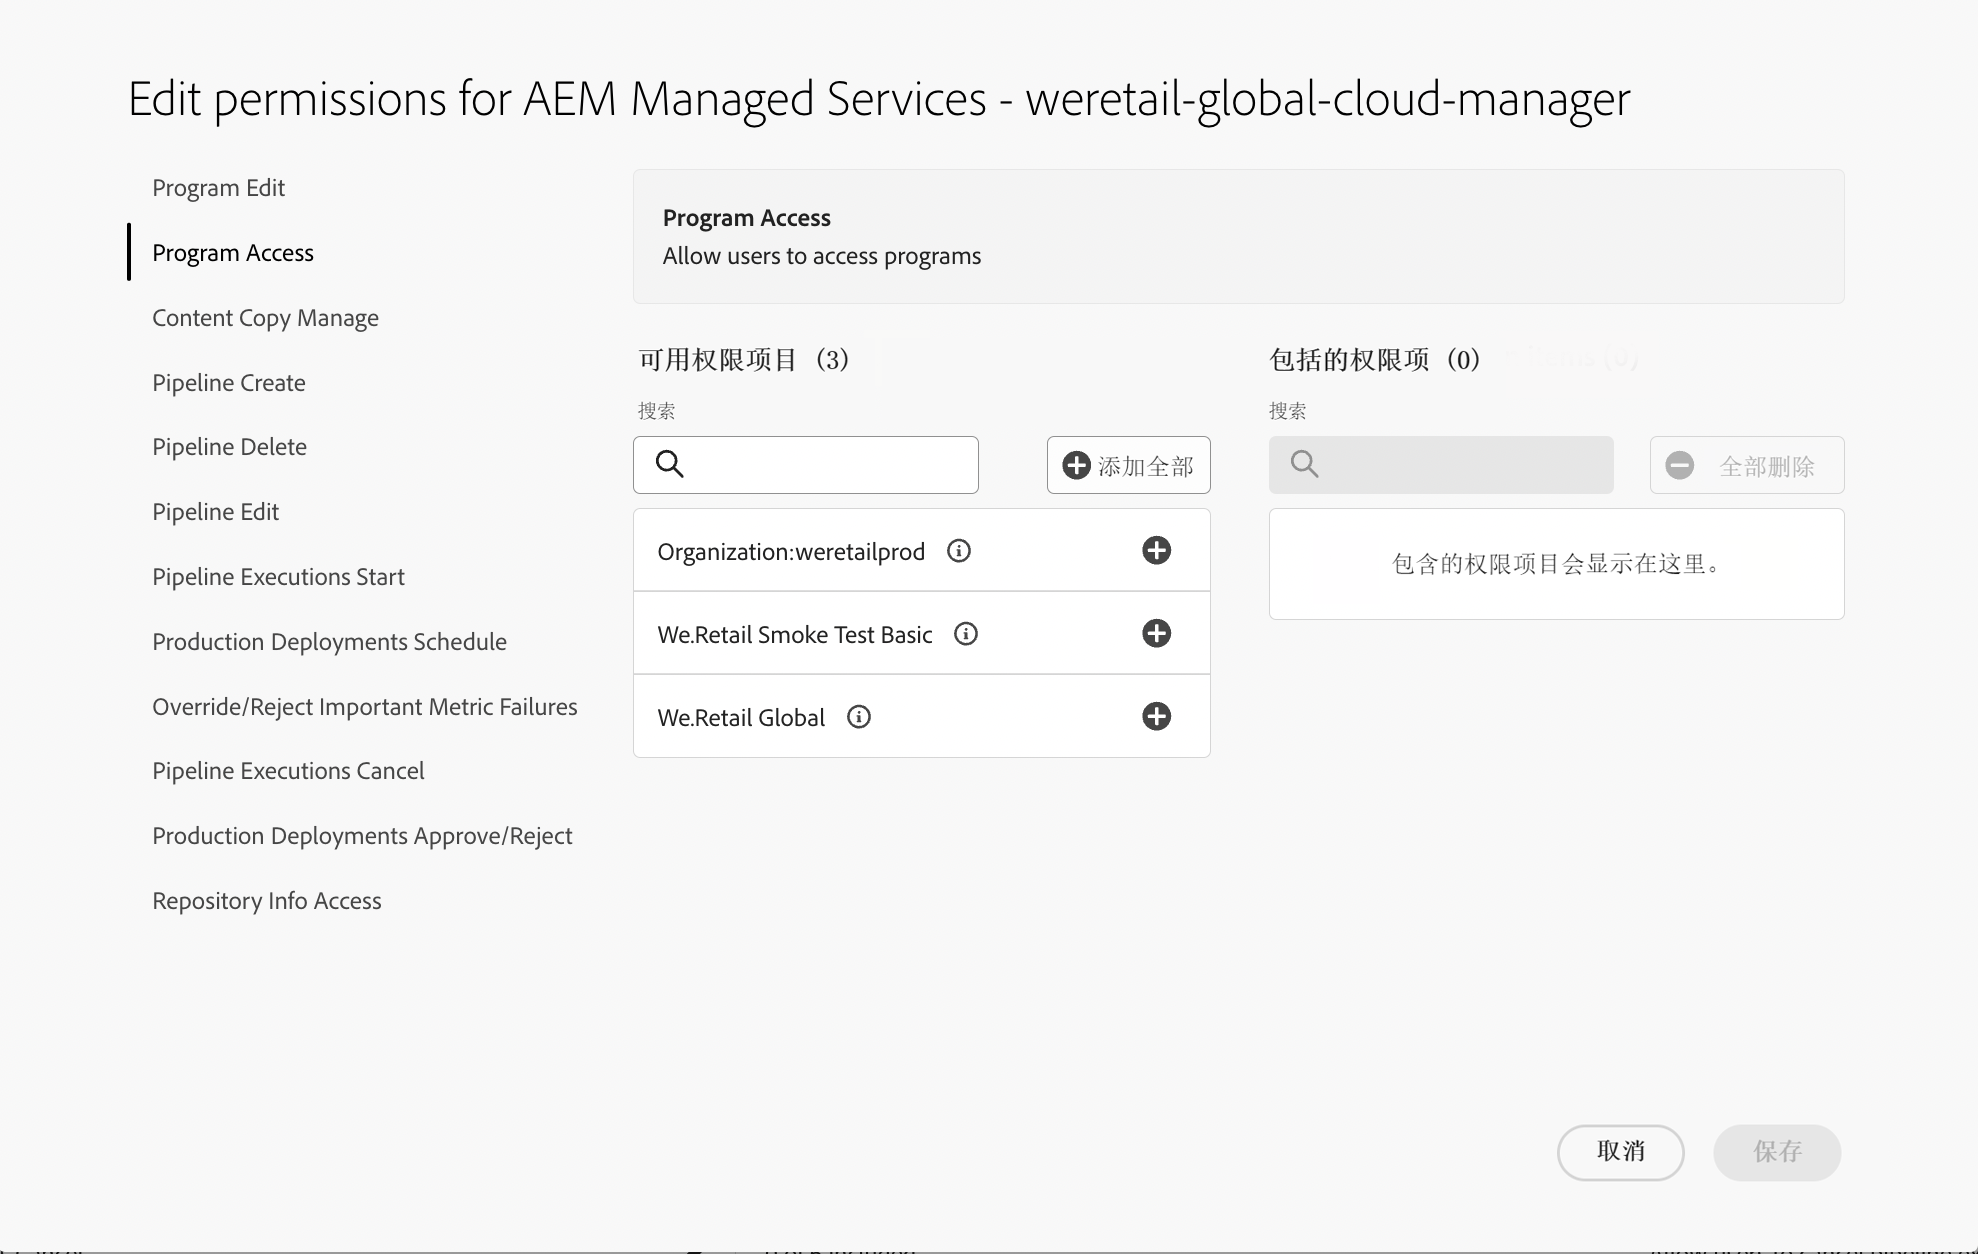 Edit permissions for AEM Managed Services - weretail-global-cloud-manager
Program Edit
Program Access
Content Copy Manage
Pipeline Create
Pipeline Delete
Pipeline Edit
Pipeline Executions Start
Production Deployments Schedule
Override/Reject Important Metric Failures
Pipeline Executions Cancel
Production Deployments Approve/Reject
Repository Info Access
Program Access
Allow users to access programs
可用权限项目（3）
搜索
添加全部
Organization:weretailprod
We.Retail Smoke Test Basic
We.Retail Global
包括的权限项（0）
搜索
全部删除
包含的权限项目会显示在这里。
取消
保存